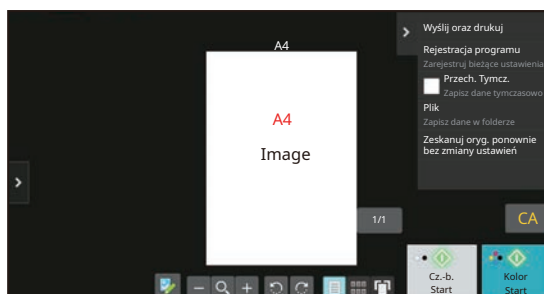 A4
A4
Image
Wyślij oraz drukuj
Rejestracja programu
Zarejestruj bieżące ustawienia
Przech. Tymcz.
Zapisz dane tymczasowo
Plik
Zapisz dane w folderze
Zeskanuj oryg. ponownie
bez zmiany ustawień
1/1
CA
Cz.-b.
Start
Kolor
Start